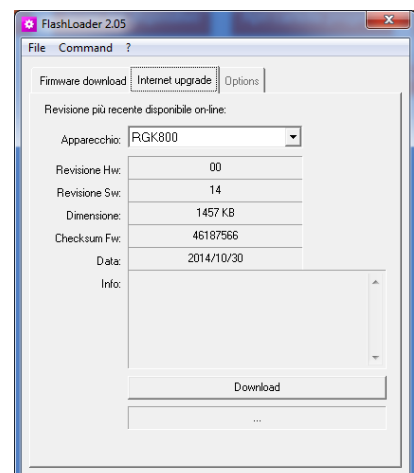 FlashLoader 2.05
File Command ?
Firmware download Internet upgrade Options
Revisione più recente disponibile on-line:
Apparecchio: RGK800
Revisione Hw: 00
Revisione Sw: 14
Dimensione: 1457 KB
Checksum Fw: 46187566
Data: 2014/10/30
Info:
Download
...